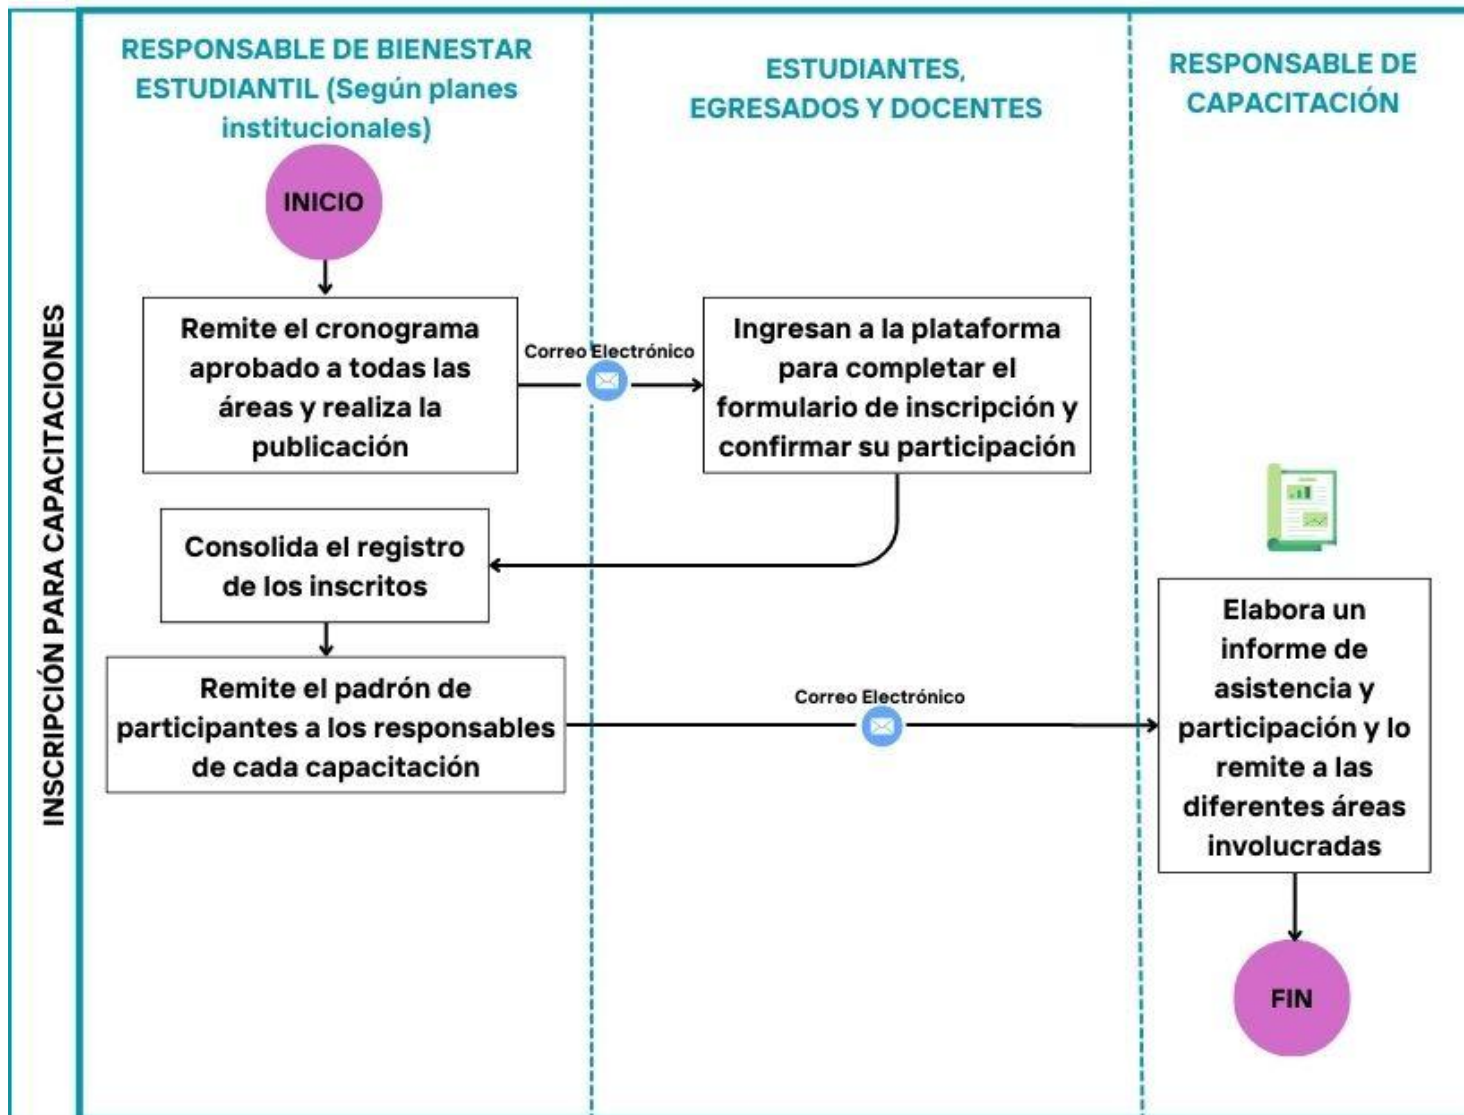 RESPONSABLE DE BIENESTAR
ESTUDIANTIL (Según planes
institucionales)
ESTUDIANTES,
EGRESADOS Y DOCENTES
RESPONSABLE DE
CAPACITACIÓN
INSCRIPCIÓN PARA CAPACITACIONES
INICIO
Remite el cronograma
aprobado a todas las
áreas y realiza la
publicación
Correo Electrónico
Ingresan a la plataforma
para completar el
formulario de inscripción y
confirmar su participación
Consolida el registro
de los inscritos
Remite el padrón de
participantes a los responsables
de cada capacitación
Correo Electrónico
Elabora un
informe de
asistencia y
participación y lo
remite a las
diferentes áreas
involucradas
FIN